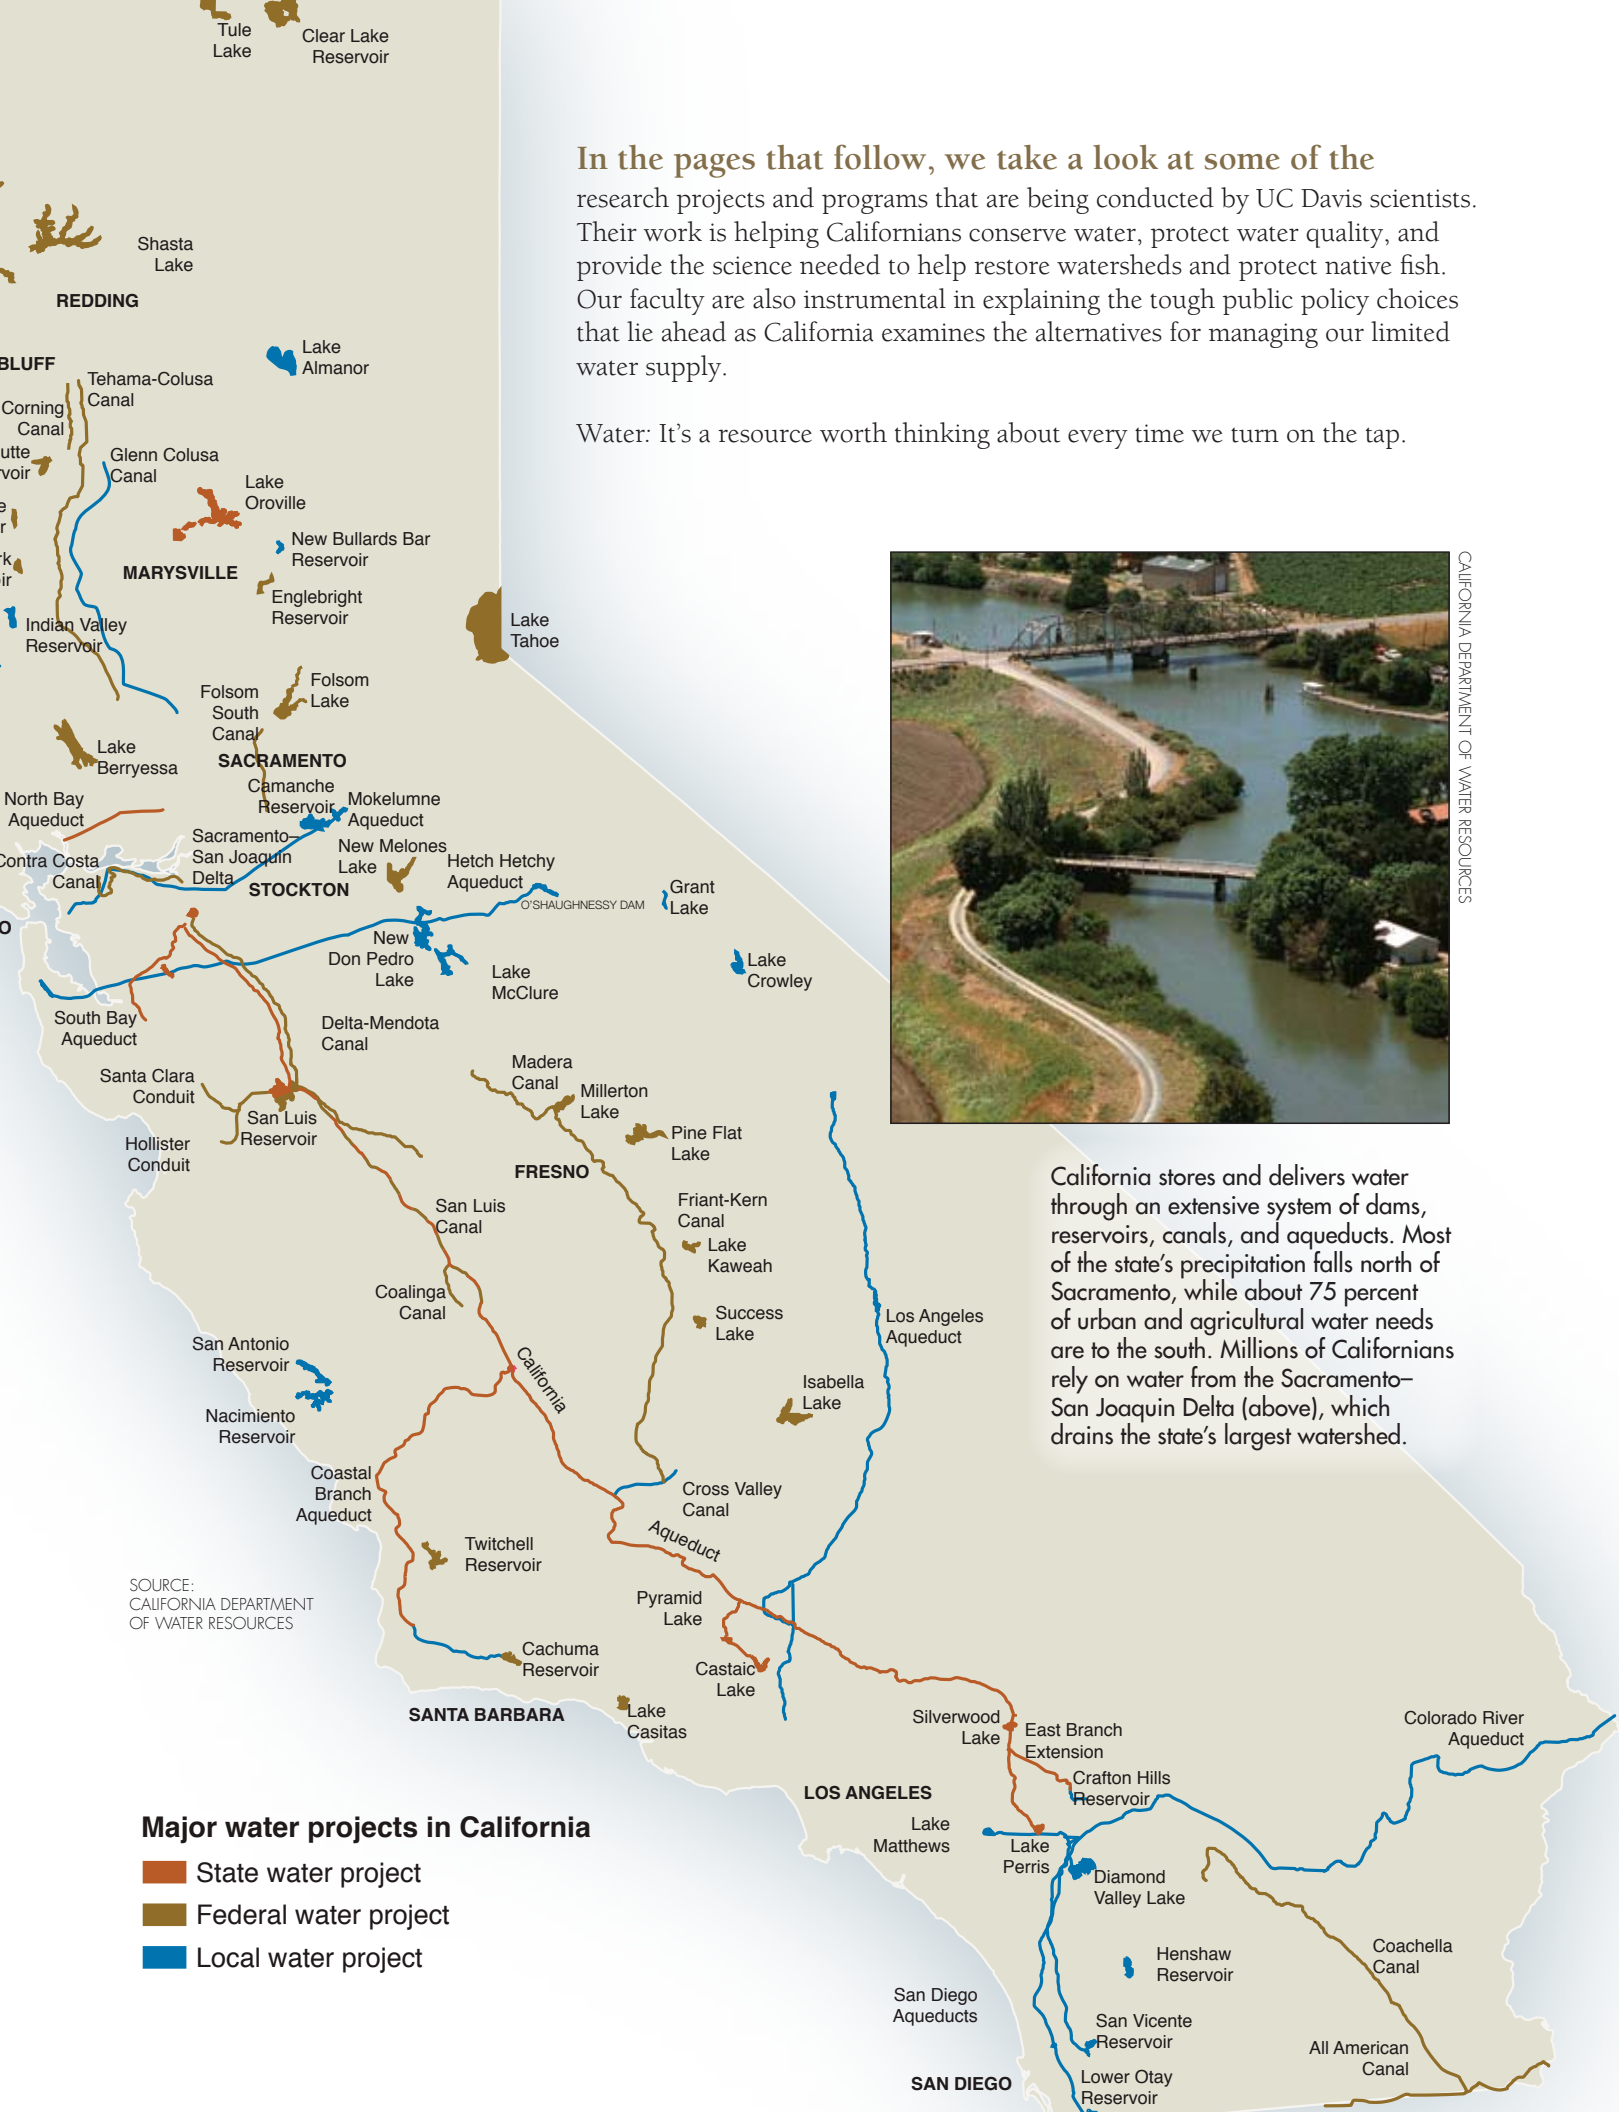 Tule
Lake
Clear Lake
Reservoir
In the pages that follow, we take a look at some of the
research projects and programs that are being conducted by UC Davis scientists.
Their work is helping Californians conserve water, protect water quality, and
provide the science needed to help restore watersheds and protect native fish.
Our faculty are also instrumental in explaining the tough public policy choices
that lie ahead as California examines the alternatives for managing our limited
water supply.
Water: It's a resource worth thinking about every time we turn on the tap.
Shasta
Lake
REDDING
Lake
Almanor
BLUFF
Tehama-Colusa
Canal
Corning
Canal
utte
voir
Glenn Colusa
Canal
Lake
Oroville
e
r
New Bullards Bar
Reservoir
rk
ir
MARYSVILLE
Englebright
Reservoir
Indian Valley
Reservoir
Lake
Tahoe
Folsom
Lake
Folsom
South
Canal
Lake
Berryessa
SACRAMENTO
Camanche
Reservoir
Mokelumne
Aqueduct
North Bay
Aqueduct
Sacramento–
San Joaquin
Delta
New Melones
Lake
Contra Costa
Canal
STOCKTON
Hetch Hetchy
Aqueduct
O'SHAUGHNESSY DAM
Grant
Lake
O
New
Don Pedro
Lake
Lake
McClure
Lake
Crowley
South Bay
Aqueduct
Delta-Mendota
Canal
Santa Clara
Conduit
San Luis
Reservoir
Hollister
Conduit
Madera
Canal
Millerton
Lake
Pine Flat
Lake
FRESNO
San Luis
Canal
Friant-Kern
Canal
Lake
Kaweah
Coalinga
Canal
Success
Lake
Los Angeles
Aqueduct
San Antonio
Reservoir
California
Isabella
Lake
Nacimiento
Reservoir
Coastal
Branch
Aqueduct
Cross Valley
Canal
Aqueduct
Twitchell
Reservoir
Pyramid
Lake
Cachuma
Reservoir
Castaic
Lake
SANTA BARBARA
Lake
Casitas
CALIFORNIA DEPARTMENT OF WATER RESOURCES
California stores and delivers water
through an extensive system of dams,
reservoirs, canals, and aqueducts. Most
of the state's precipitation falls north of
Sacramento, while about 75 percent
of urban and agricultural water needs
are to the south. Millions of Californians
rely on water from the Sacramento–
San Joaquin Delta (above), which
drains the state's largest watershed.
SOURCE:
CALIFORNIA DEPARTMENT
OF WATER RESOURCES
Silverwood
Lake
East Branch
Extension
Crafton Hills
Reservoir
Colorado River
Aqueduct
LOS ANGELES
Lake
Matthews
Lake
Perris
Diamond
Valley Lake
Henshaw
Reservoir
Coachella
Canal
San Diego
Aqueducts
San Vicente
Reservoir
All American
Canal
SAN DIEGO
Lower Otay
Reservoir
Major water projects in California
State water project
Federal water project
Local water project